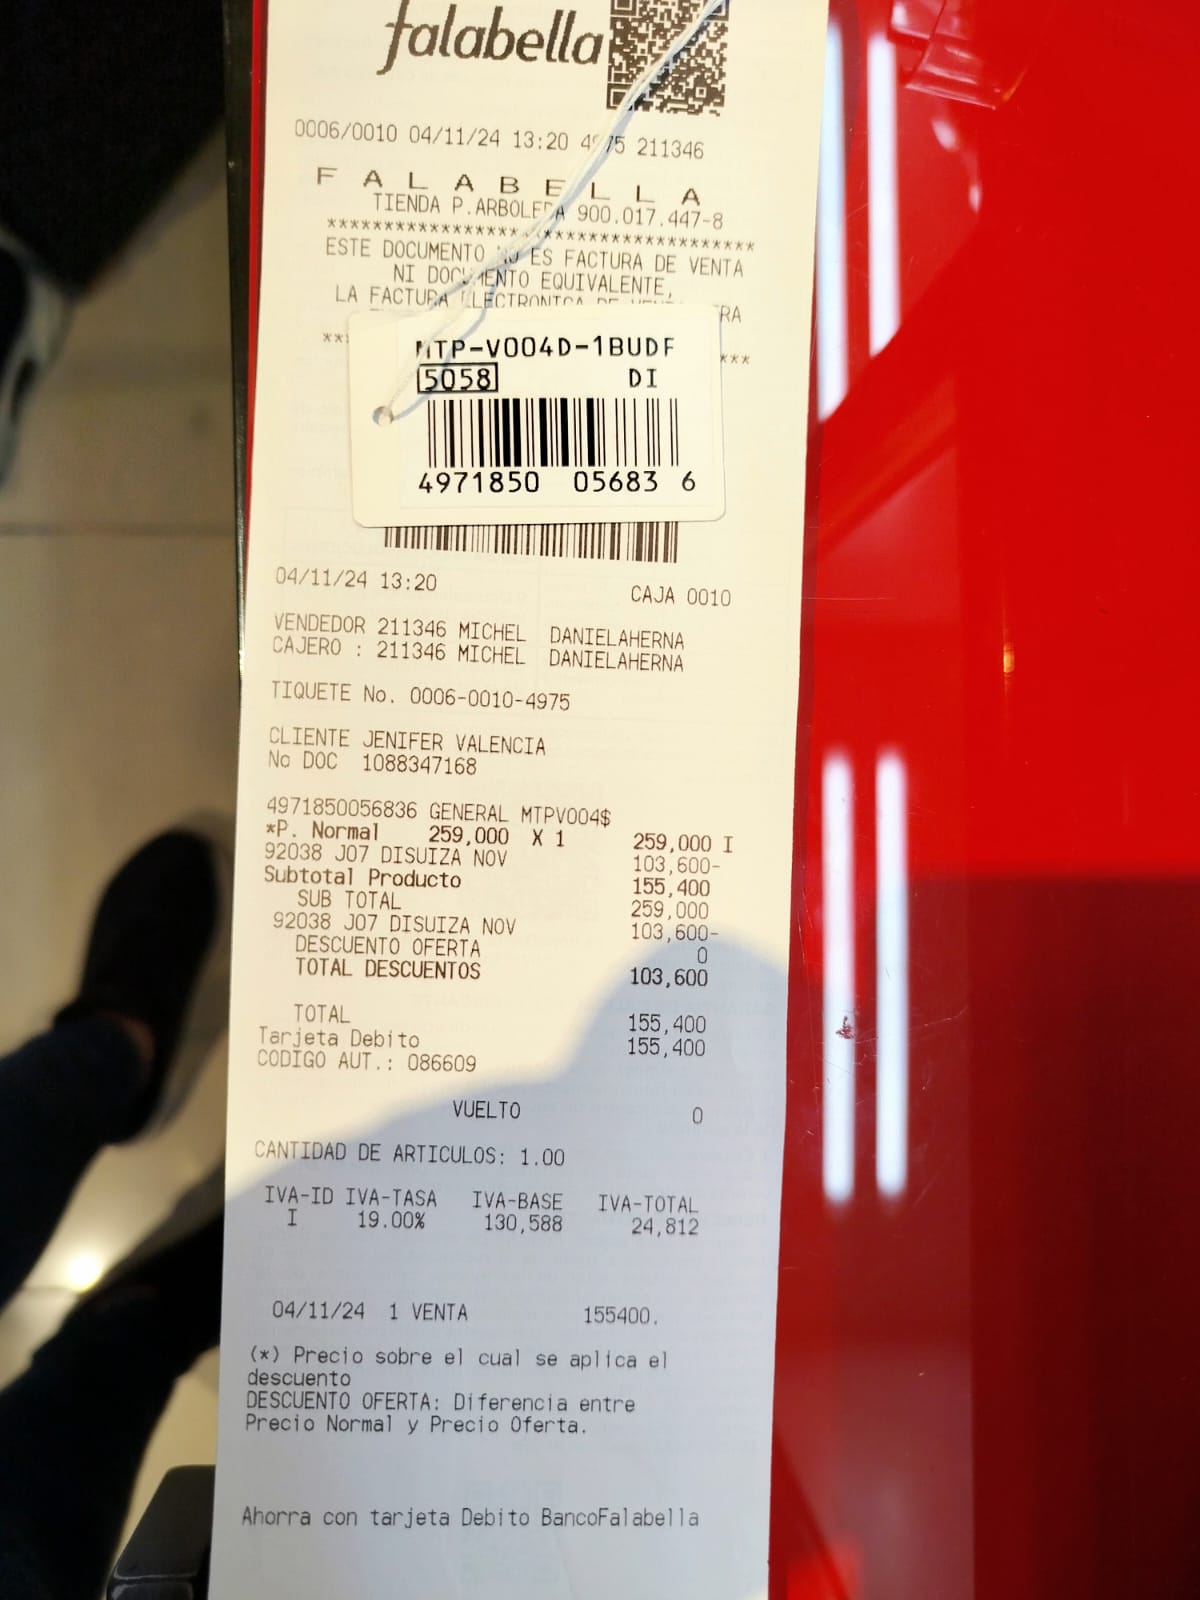 falabella
0006/0010 04/11/24 13:20 4975 211346
F A L A B E L L A
TIENDA P.ARBOLEDA 900.017.447-8
***************************************
ESTE DOCUMENTO NO ES FACTURA DE VENTA
NI DOCUMENTO EQUIVALENTE,
LA FACTURA ELECTRONICA DE
MTP-V004D-1BUDF
5058 DI
4971850 05683 6
04/11/24 13:20 CAJA 0010
VENDEDOR 211346 MICHEL DANIELAHERNA
CAJERO : 211346 MICHEL DANIELAHERNA
TIQUETE No. 0006-0010-4975
CLIENTE JENIFER VALENCIA
No DOC 1088347168
4971850056836 GENERAL MTPV004$
*P. Normal 259,000 X 1 259,000 I
92038 J07 DISUIZA NOV 103,600-
Subtotal Producto 155,400
SUB TOTAL 259,000
92038 J07 DISUIZA NOV 103,600-
DESCUENTO OFERTA 0
TOTAL DESCUENTOS 103,600
TOTAL 155,400
Tarjeta Debito 155,400
CODIGO AUT.: 086609
VUELTO 0
CANTIDAD DE ARTICULOS: 1.00
IVA-ID IVA-TASA IVA-BASE IVA-TOTAL
I 19.00% 130,588 24,812
04/11/24 1 VENTA 155400.
(*) Precio sobre el cual se aplica el
descuento
DESCUENTO OFERTA: Diferencia entre
Precio Normal y Precio Oferta.
Ahorra con tarjeta Debito BancoFalabella